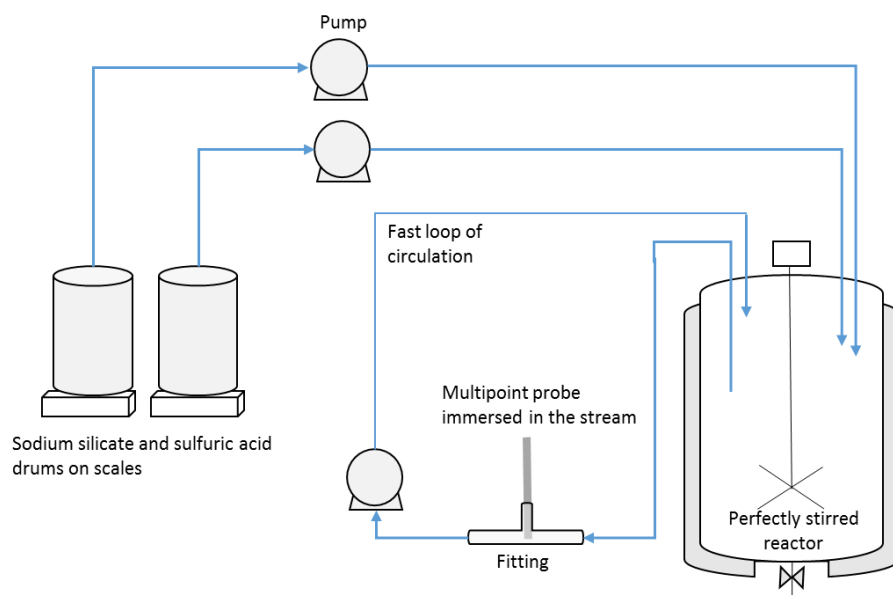 Pump
Fast loop of
circulation
Multipoint probe
immersed in the stream
Sodium silicate and sulfuric acid
drums on scales
Perfectly stirred
reactor
Fitting